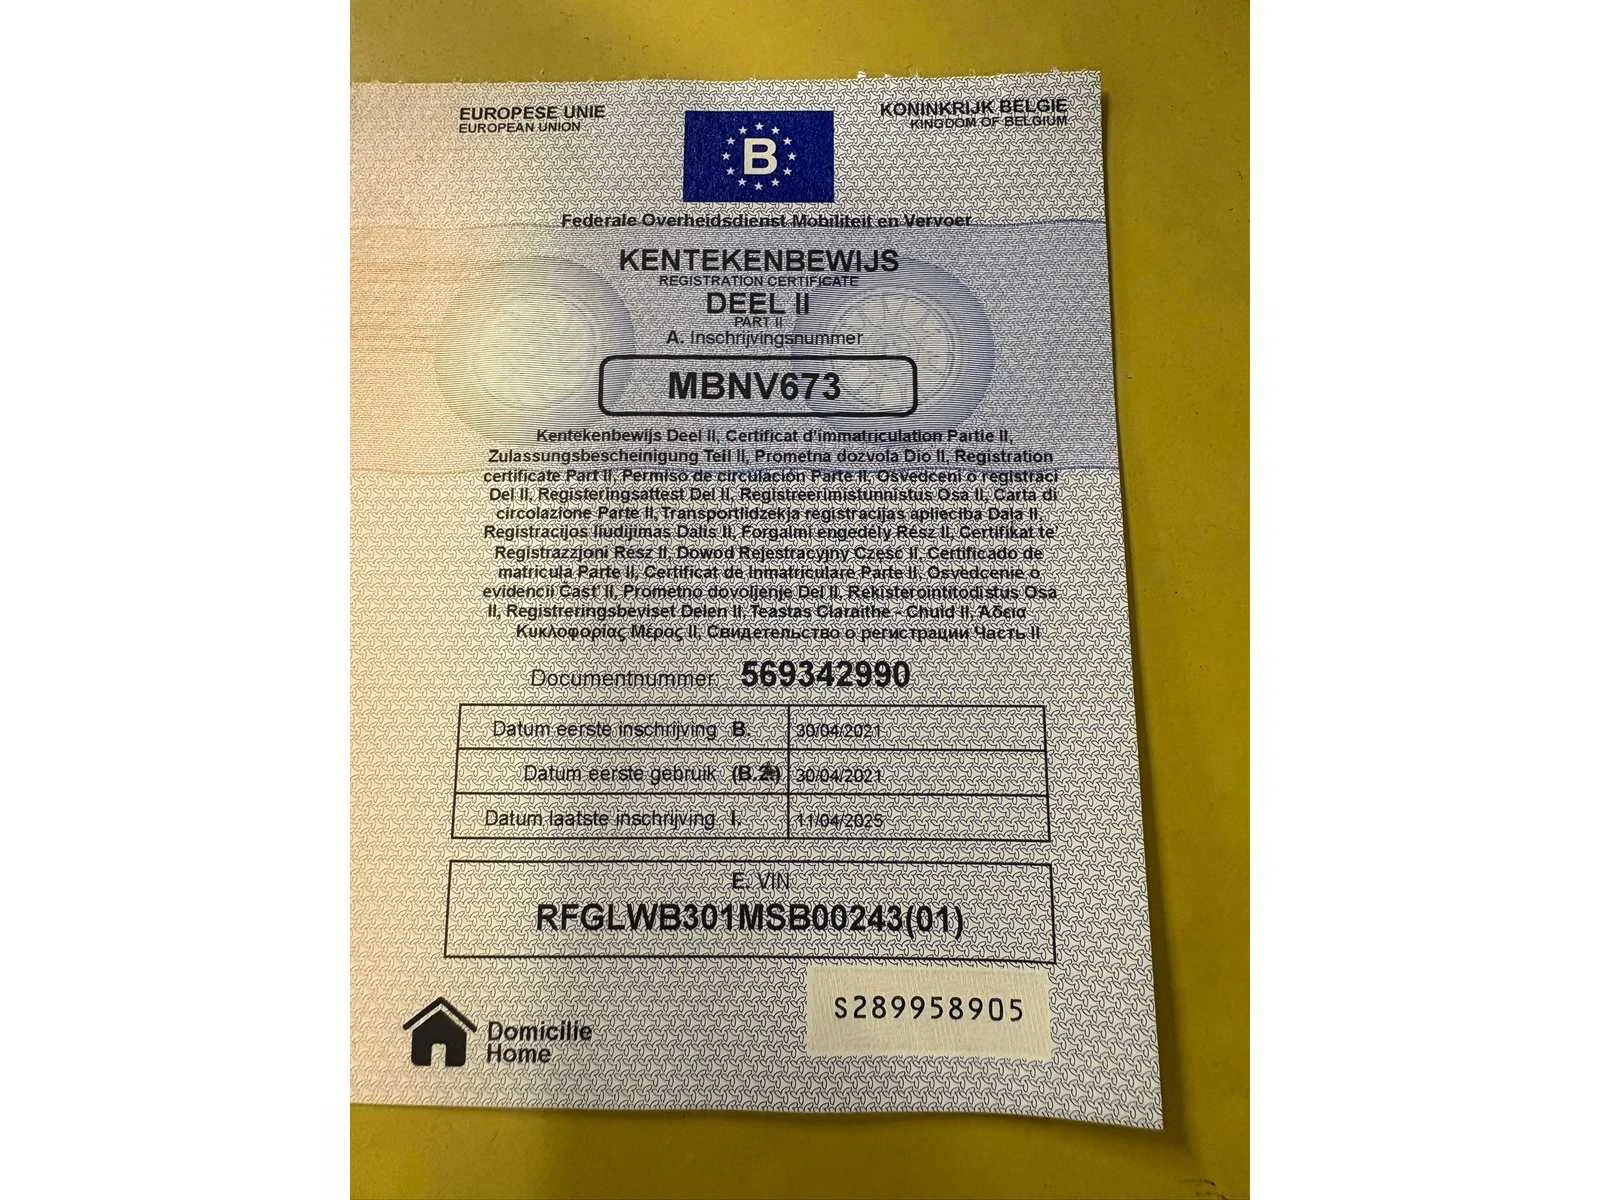 EUROPESE UNIE
EUROPEAN UNION
KONINKRIJK BELGIE
KINGDOM OF BELGIUM
B
Federale Overheidsdienst Mobiliteit en Vervoer
KENTEKENBEWIJS
REGISTRATION CERTIFICATE
DEEL II
PART II
A. Inschrijvingsnummer
MBNV673
Kentekenbewijs Deel II, Certificat d'immatriculation Partie II,
Zulassungsbescheinigung Teil II, Prometna dozvola Dio II, Registration
certificate Part II, Permiso de circulación Parte II, Osvedceni o registraci
Del II, Registeringsattest Del II, Registreerimistunnistus Osa II, Carta di
circolazione Parte II, Transportlidzekja registracijas aplieciba Dala II,
Registracijos liudijimas Dalis II, Forgalmi engedély Rész II, Certifikat te'
Registrazzjoni Rész II, Dowod Rejestracyjny Część II, Certificado de
matricula Parte II, Certificat de Inmatriculare Parte II, Osvedcenie o
evidencii Časť II, Prometno dovoljenje Del II, Rekisterointitodistus Osa
II, Registreringsbeviset Delen II, Teastas Claraithe - Chuid II, Άδεια
Κυκλοφορίας Μέρος II, Свидетельство о регистрации Часть II
Documentnummer: 569342990
Datum eerste inschrijving B. 30/04/2021
Datum eerste gebruik (B.2) 30/04/2021
Datum laatste inschrijving I. 11/04/2025
E. VIN
RFGLWB301MSB00243(01)
S289958905
Domicilie
Home